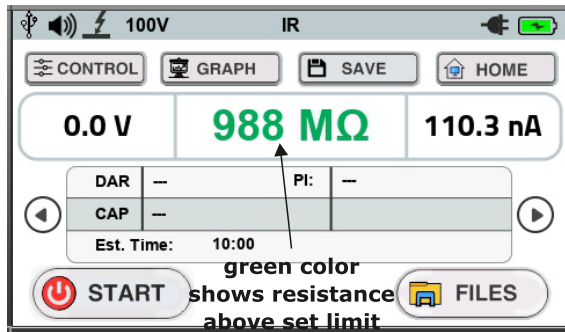 100V IR
CONTROL GRAPH SAVE HOME
0.0 V 988 MΩ 110.3 nA
DAR --- PI: ---
CAP ---
Est. Time: 10:00
green color
shows resistance
above set limit
START FILES